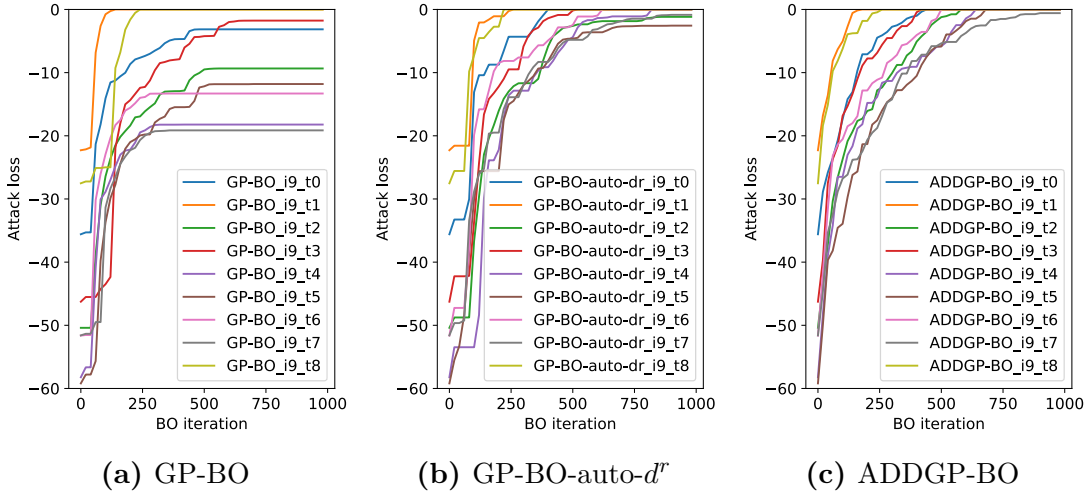 Attack loss
0
−10
−20
−30
−40
−50
−60
GP-BO_i9_t0
GP-BO_i9_t1
GP-BO_i9_t2
GP-BO_i9_t3
GP-BO_i9_t4
GP-BO_i9_t5
GP-BO_i9_t6
GP-BO_i9_t7
GP-BO_i9_t8
0 250 500 750 1000
BO iteration
(a) GP-BO
Attack loss
0
−10
−20
−30
−40
−50
−60
GP-BO-auto-dr_i9_t0
GP-BO-auto-dr_i9_t1
GP-BO-auto-dr_i9_t2
GP-BO-auto-dr_i9_t3
GP-BO-auto-dr_i9_t4
GP-BO-auto-dr_i9_t5
GP-BO-auto-dr_i9_t6
GP-BO-auto-dr_i9_t7
GP-BO-auto-dr_i9_t8
0 250 500 750 1000
BO iteration
(b) GP-BO-auto-dʳ
Attack loss
0
−10
−20
−30
−40
−50
−60
ADDGP-BO_i9_t0
ADDGP-BO_i9_t1
ADDGP-BO_i9_t2
ADDGP-BO_i9_t3
ADDGP-BO_i9_t4
ADDGP-BO_i9_t5
ADDGP-BO_i9_t6
ADDGP-BO_i9_t7
ADDGP-BO_i9_t8
0 250 500 750 1000
BO iteration
(c) ADDGP-BO